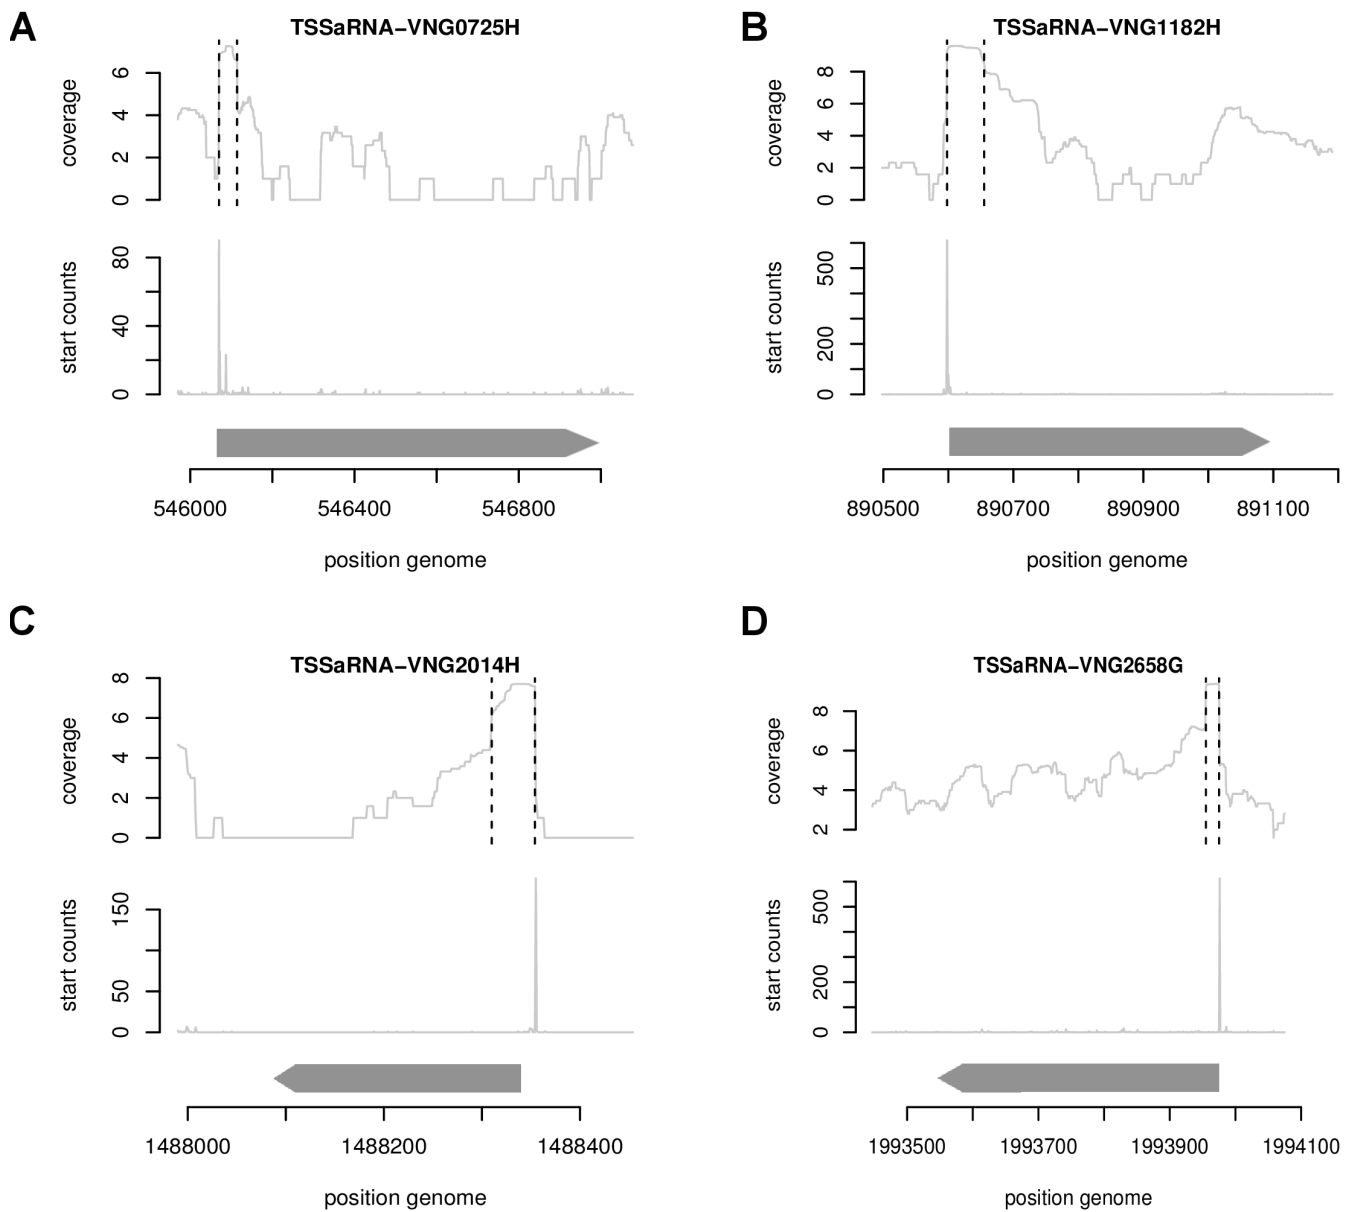 A
TSSaRNA−VNG0725H
coverage
0 2 4 6
start counts
0 40 80
546000 546400 546800
position genome
B
TSSaRNA−VNG1182H
coverage
0 2 4 6 8
start counts
0 200 500
890500 890700 890900 891100
position genome
C
TSSaRNA−VNG2014H
coverage
0 2 4 6 8
start counts
0 50 150
1488000 1488200 1488400
position genome
D
TSSaRNA−VNG2658G
coverage
2 4 6 8
start counts
0 200 500
1993500 1993700 1993900 1994100
position genome